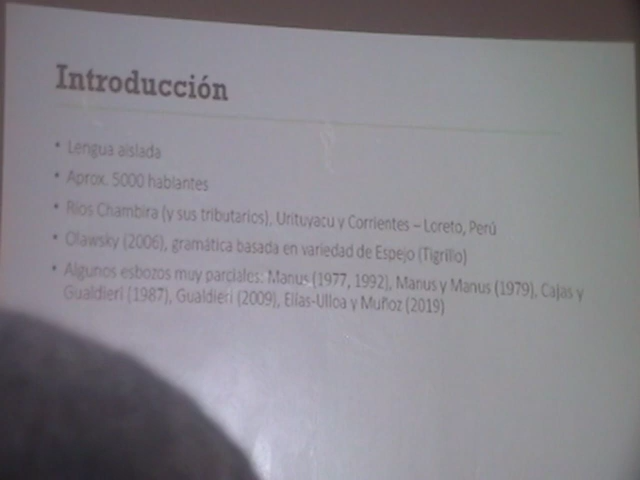 Introducción
• Lengua aislada
• Aprox. 5000 hablantes
• Ríos Chambira (y sus tributarios), Urituyacu y Corrientes – Loreto, Perú
• Olawsky (2006), gramática basada en variedad de Espejo (Tigrillo)
• Algunos esbozos muy parciales: Manus (1977, 1992), Manus y Manus (1979), Cajas y
Gualdieri (1987), Gualdieri (2009), Elías-Ulloa y Muñoz (2019)